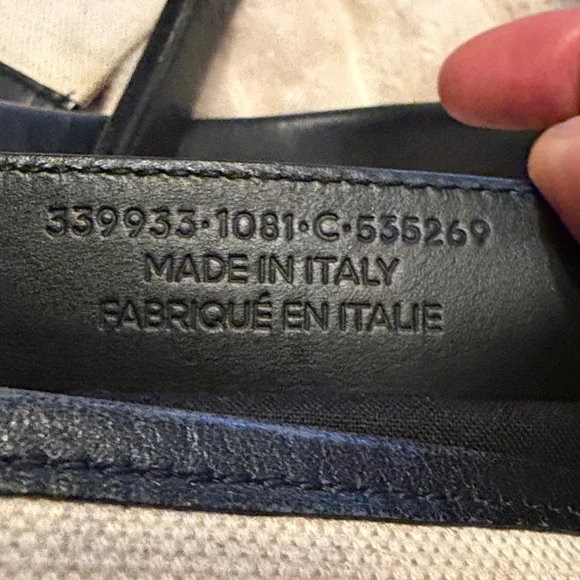 339933•1081•C•535269
MADE IN ITALY
FABRIQUÉ EN ITALIE